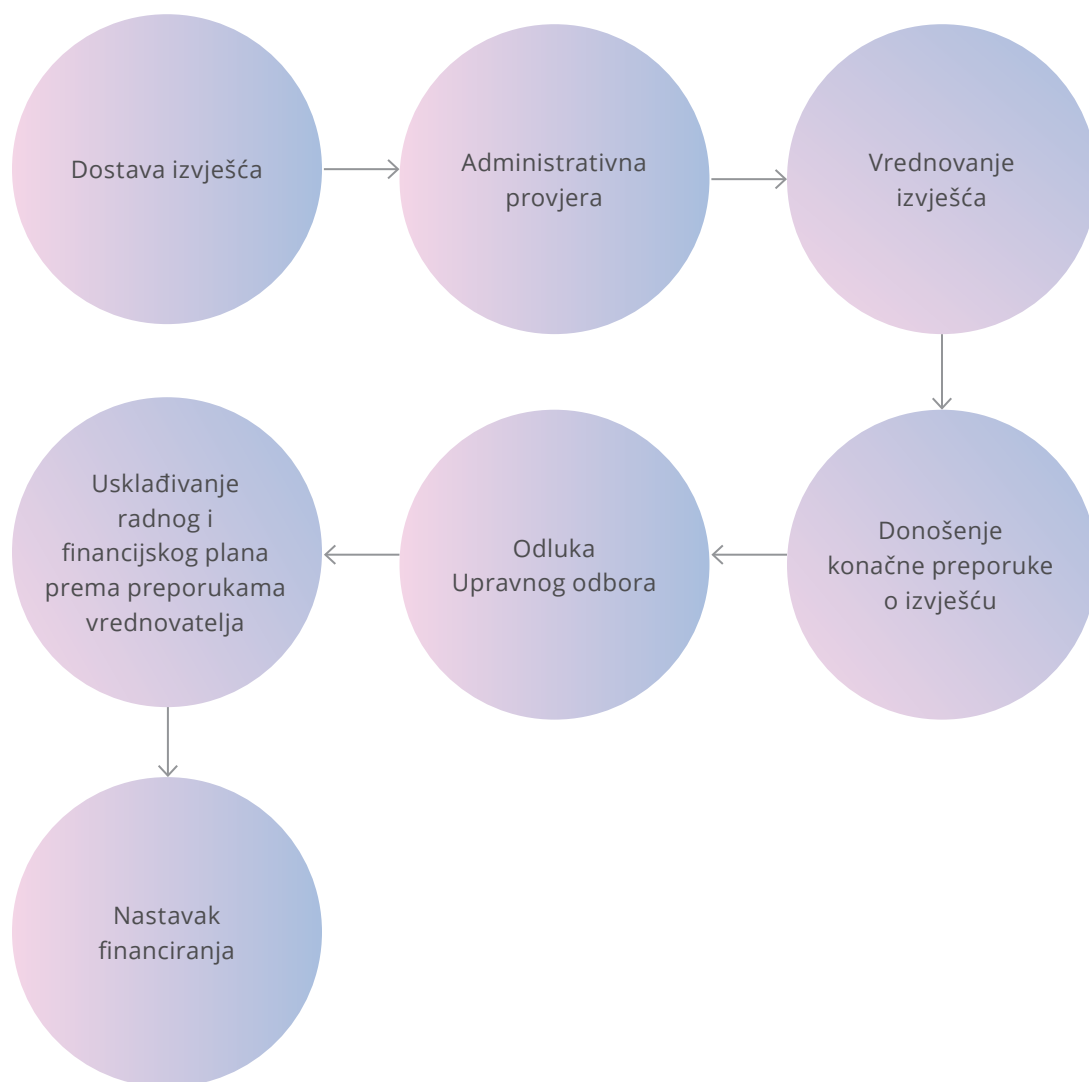 Dostava izvješća
Administrativna
provjera
Vrednovanje
izvješća
Donošenje
konačne preporuke
o izvješću
Odluka
Upravnog odbora
Usklađivanje
radnog i
financijskog plana
prema preporukama
vrednovatelja
Nastavak
financiranja